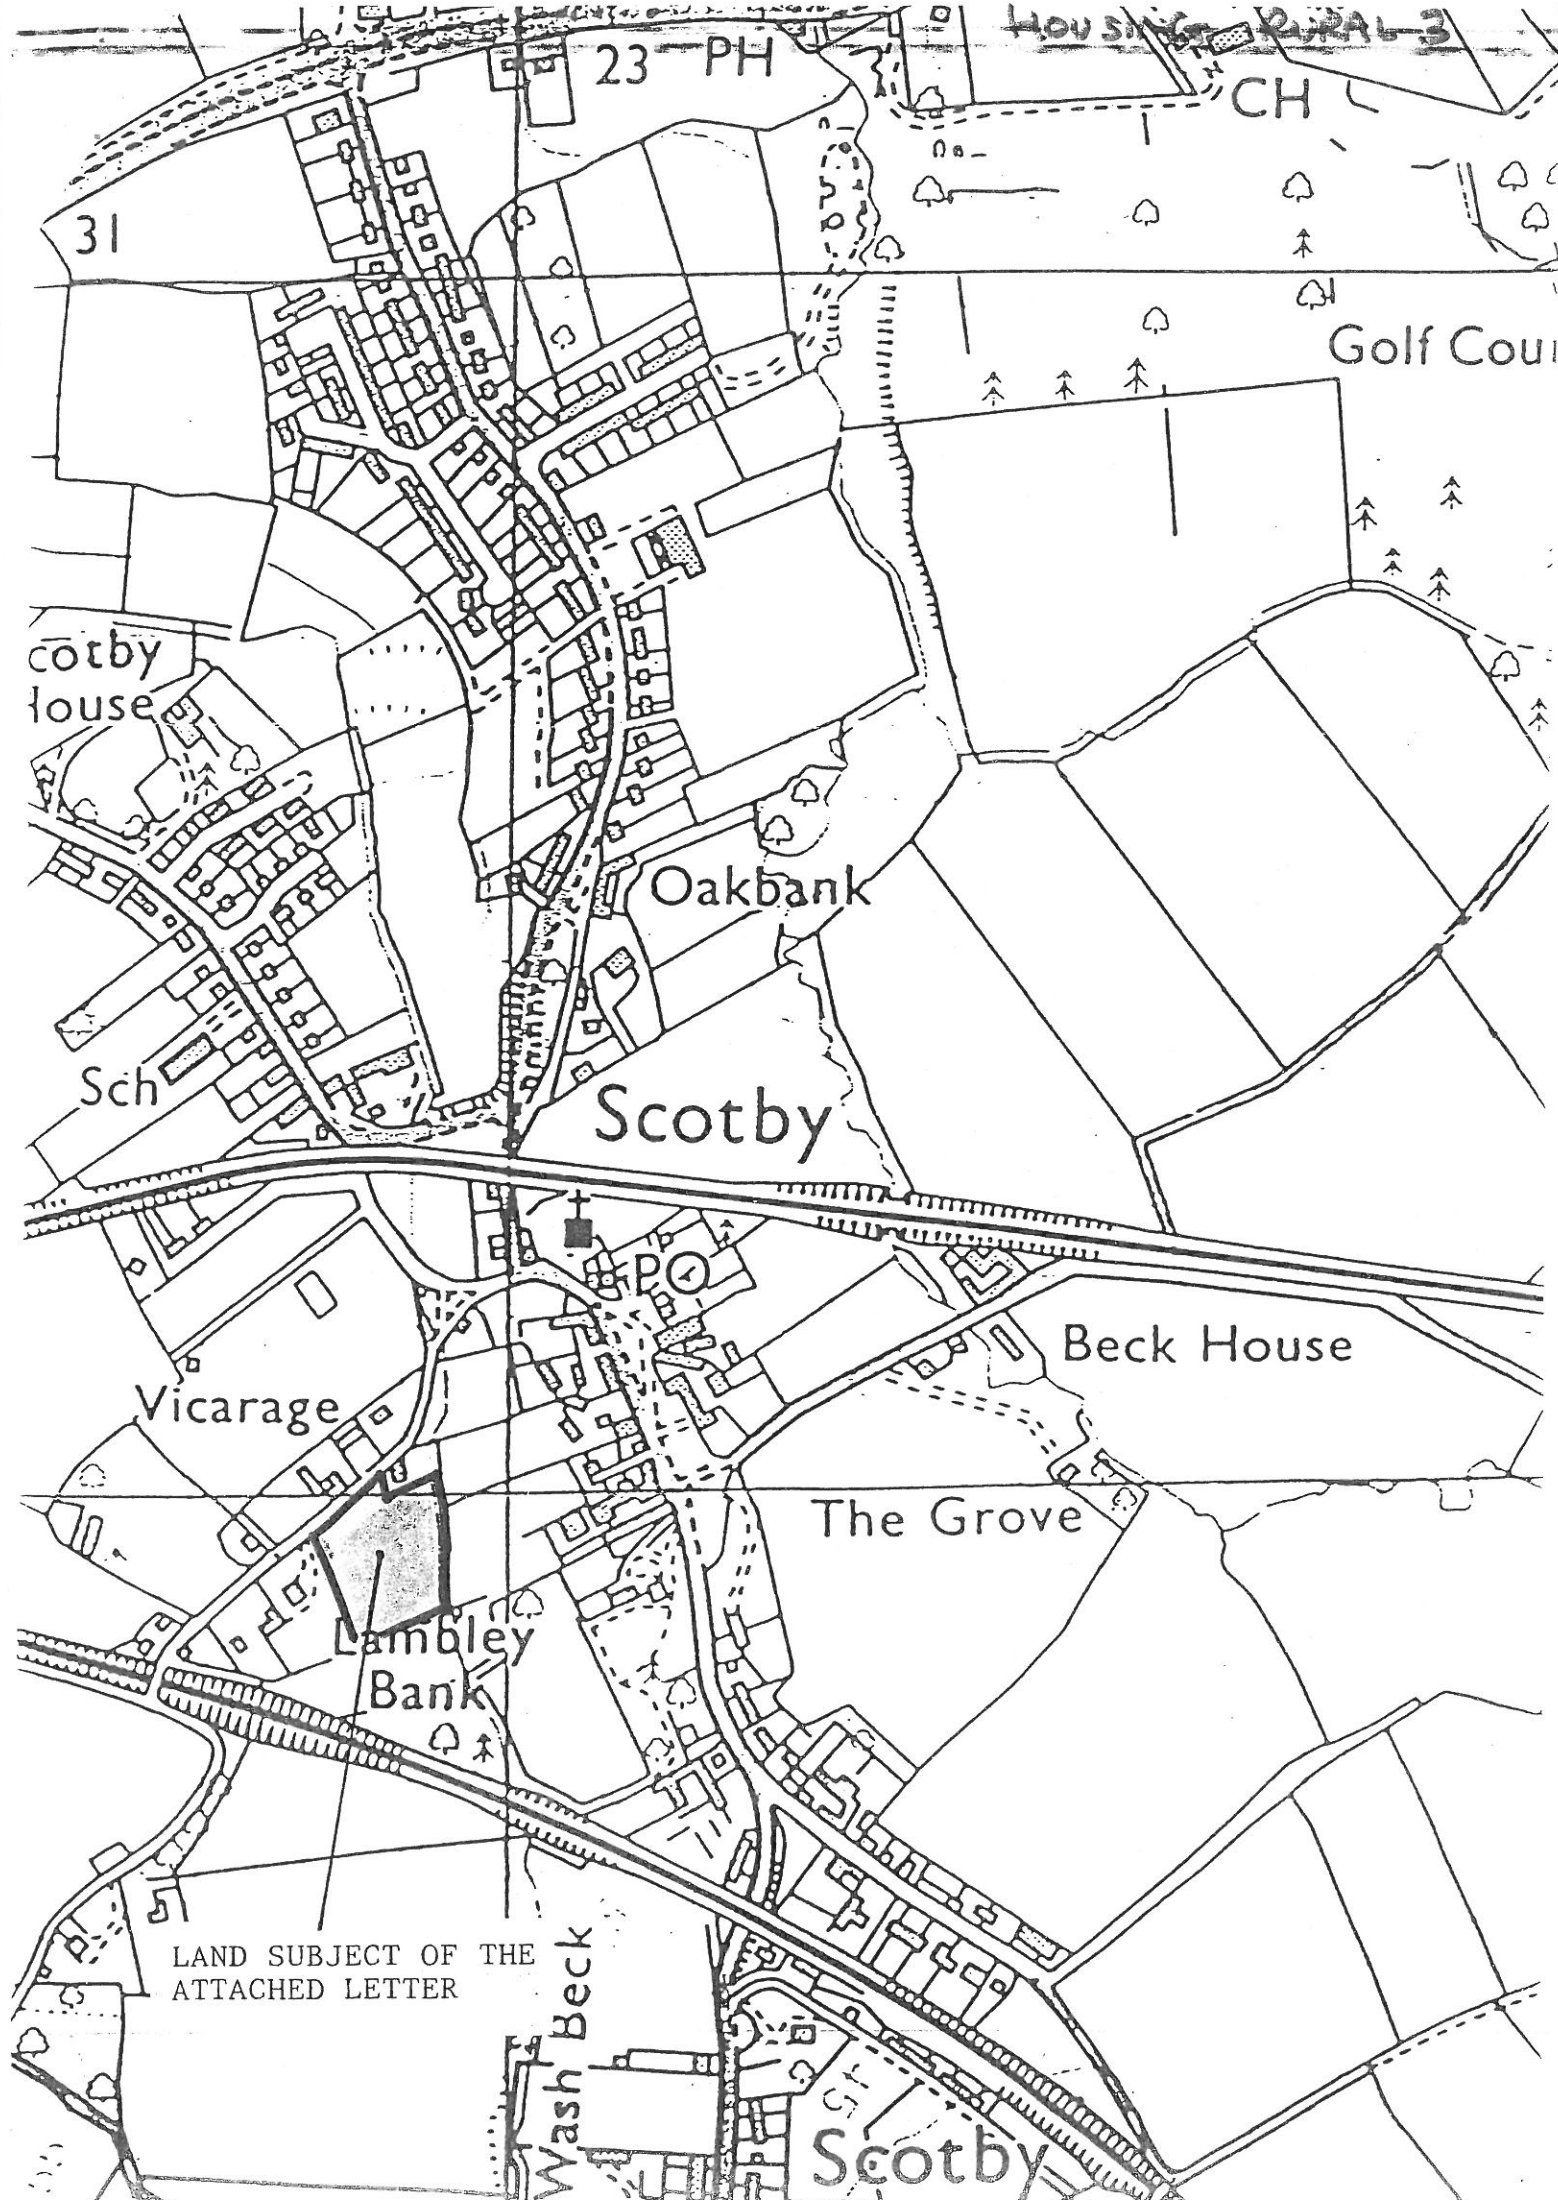 HOUSING RURAL 3
23 PH
CH
31
Golf Cou
cotby
House
Oakbank
Sch
Scotby
PO
Beck House
Vicarage
The Grove
Lambley
Bank
LAND SUBJECT OF THE
ATTACHED LETTER
Wash Beck
Scotby